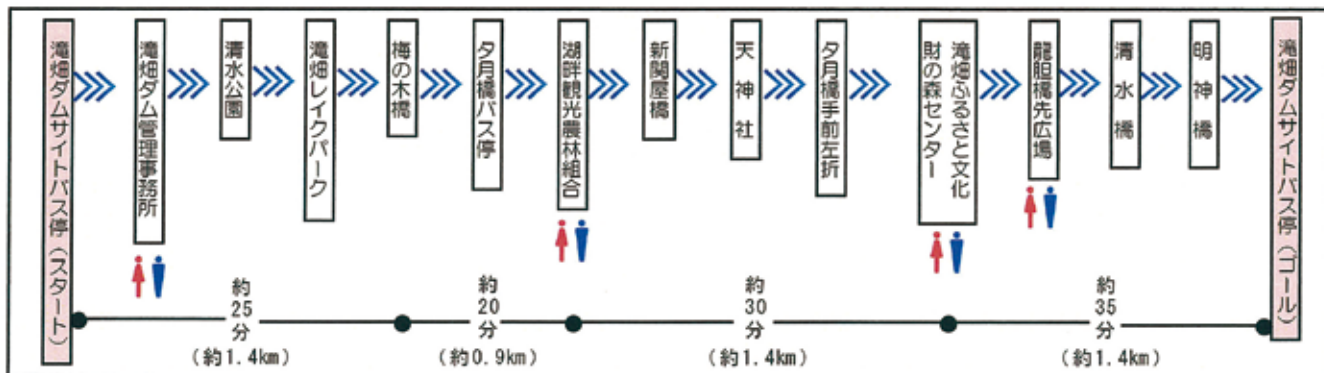 滝畑ダムサイトバス停（スタート）
滝畑ダム管理事務所
清水公園
滝畑レイクパーク
梅の木橋
夕月橋バス停
湖畔観光農林組合
新関屋橋
天神社
夕月橋手前左折
滝畑ふるさと文化
財の森センター
龍胆橋先広場
清水橋
明神橋
滝畑ダムサイトバス停（ゴール）
約25分
（約1.4km）
約20分
（約0.9km）
約30分
（約1.4km）
約35分
（約1.4km）